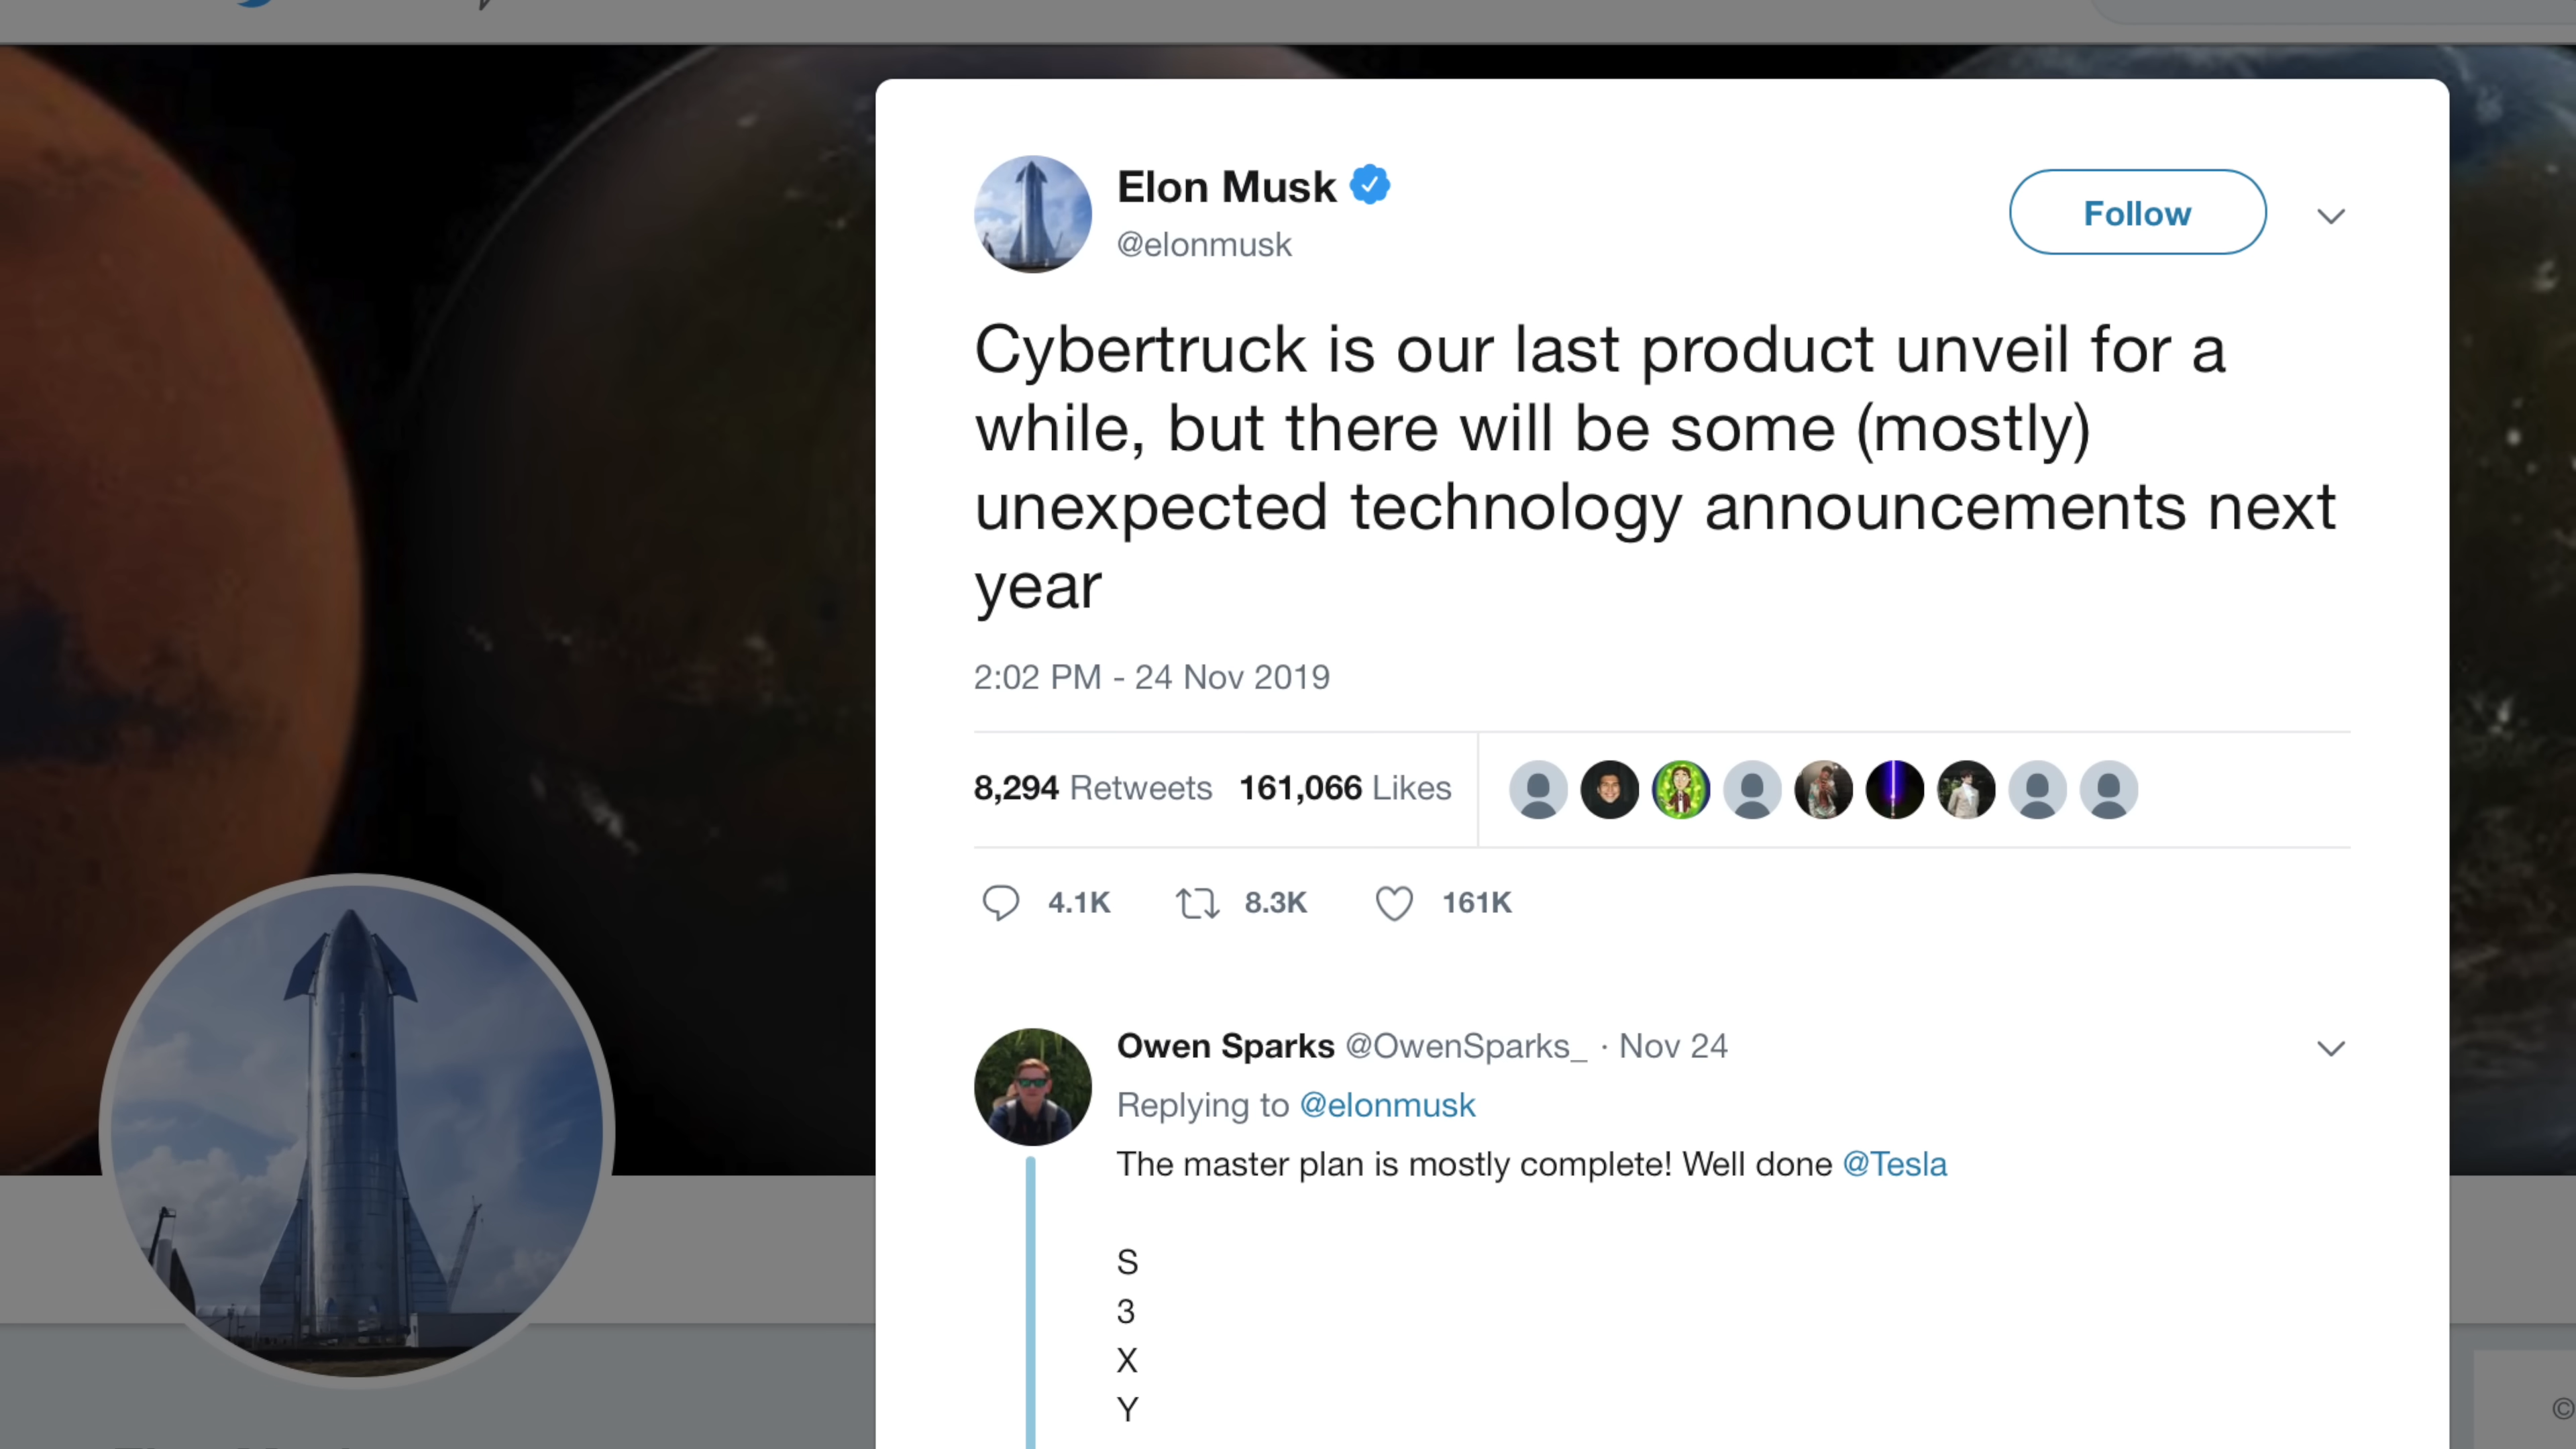 Elon Musk
@elonmusk
Follow
Cybertruck is our last product unveil for a
while, but there will be some (mostly)
unexpected technology announcements next
year
2:02 PM - 24 Nov 2019
8,294 Retweets 161,066 Likes
4.1K 8.3K 161K
Owen Sparks @OwenSparks_ · Nov 24
Replying to @elonmusk
The master plan is mostly complete! Well done @Tesla
S
3
X
Y
©